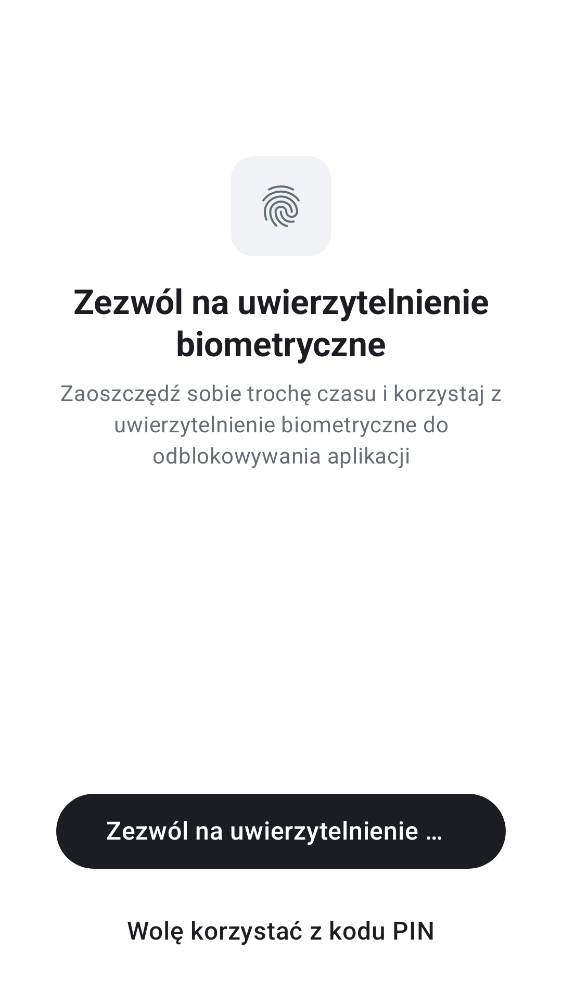 Zezwól na uwierzytelnienie
biometryczne
Zaoszczędź sobie trochę czasu i korzystaj z
uwierzytelnienie biometryczne do
odblokowywania aplikacji
Zezwól na uwierzytelnienie ...
Wolę korzystać z kodu PIN